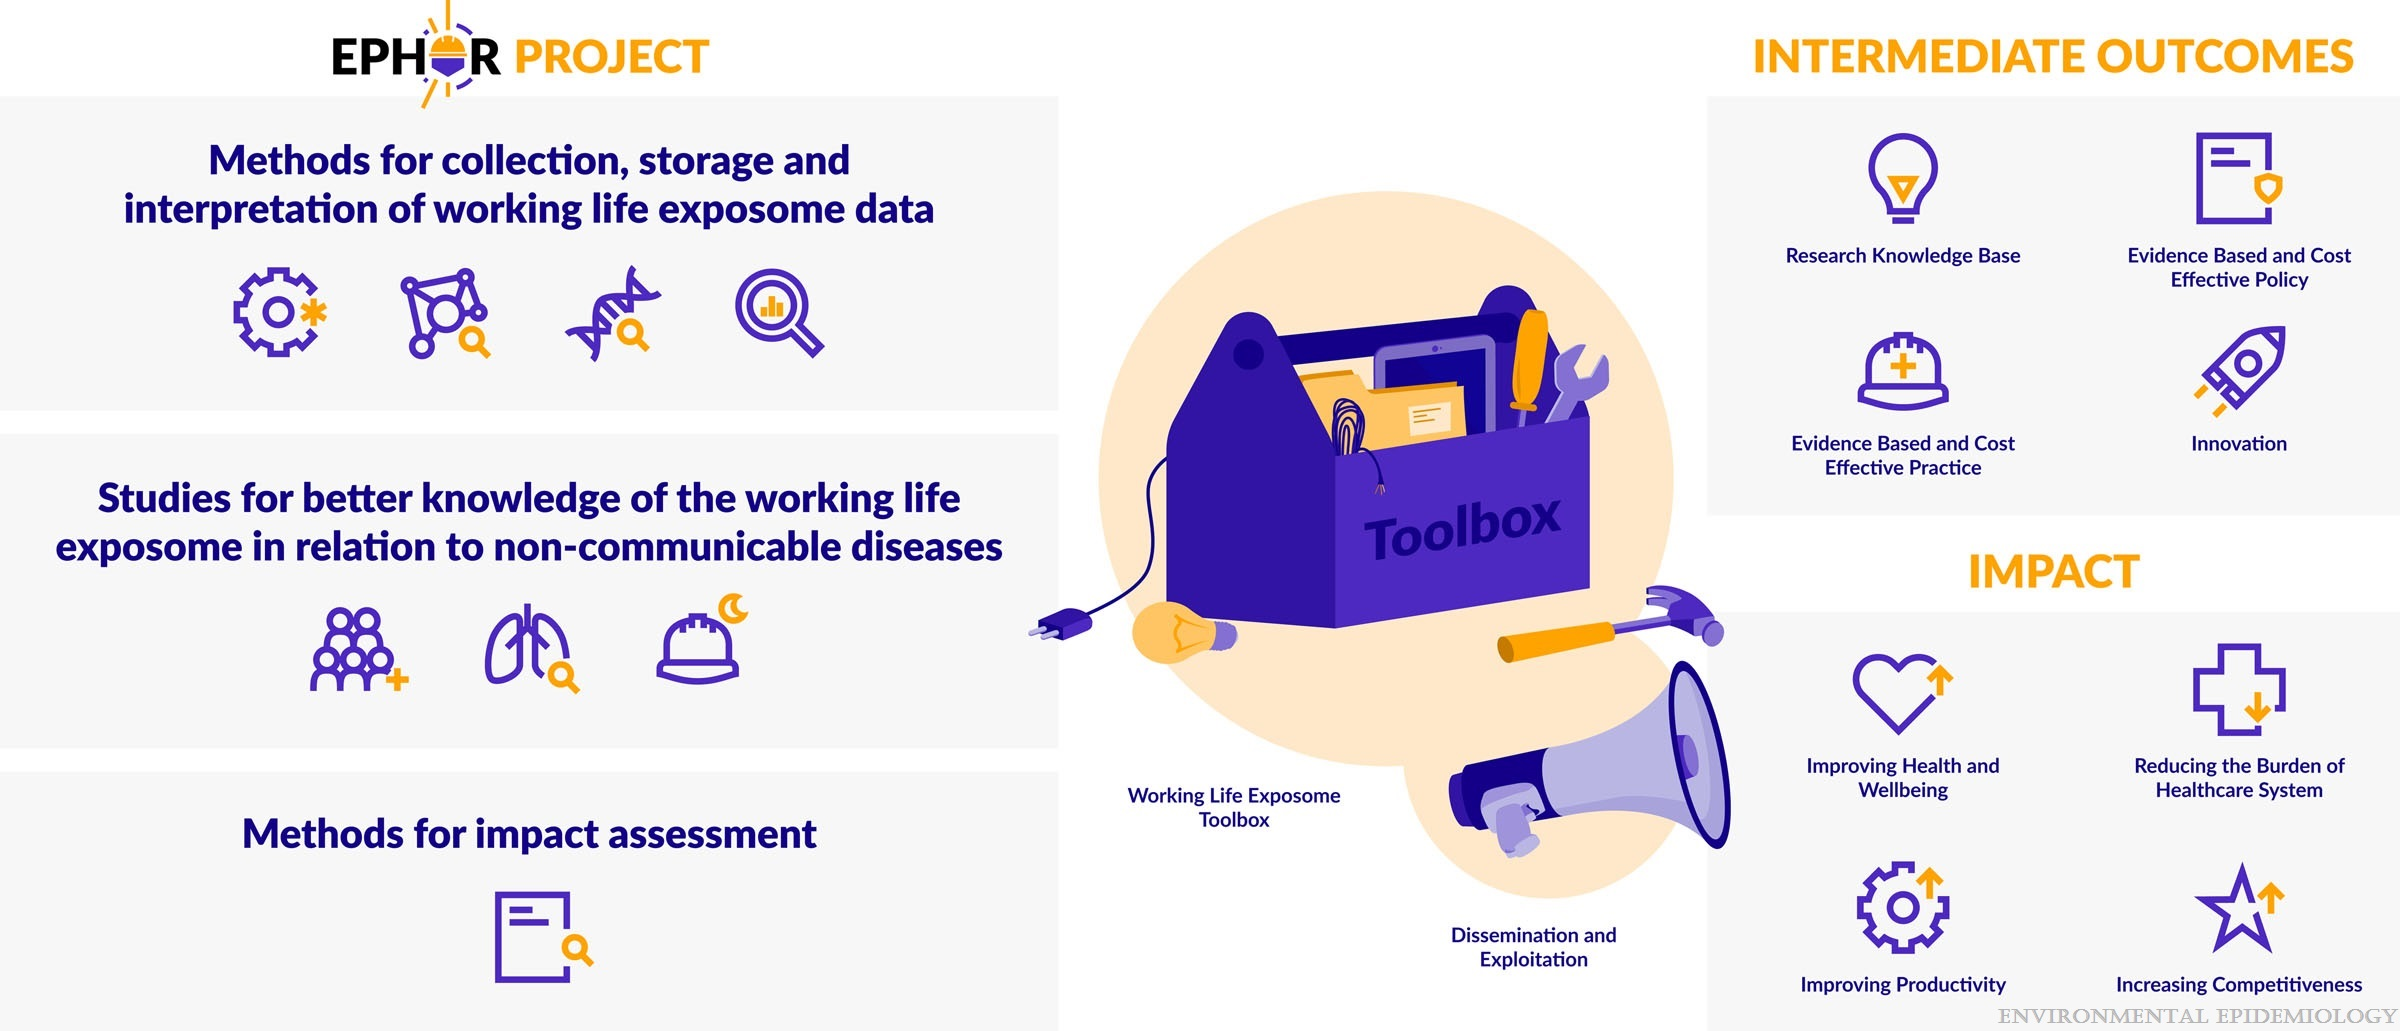 EPHOR PROJECT
Methods for collection, storage and
interpretation of working life exposome data
Studies for better knowledge of the working life
exposome in relation to non-communicable diseases
Methods for impact assessment
Toolbox
Working Life Exposome
Toolbox
Dissemination and
Exploitation
INTERMEDIATE OUTCOMES
Research Knowledge Base
Evidence Based and Cost
Effective Policy
Evidence Based and Cost
Effective Practice
Innovation
IMPACT
Improving Health and
Wellbeing
Reducing the Burden of
Healthcare System
Improving Productivity
Increasing Competitiveness
ENVIRONMENTAL EPIDEMIOLOGY